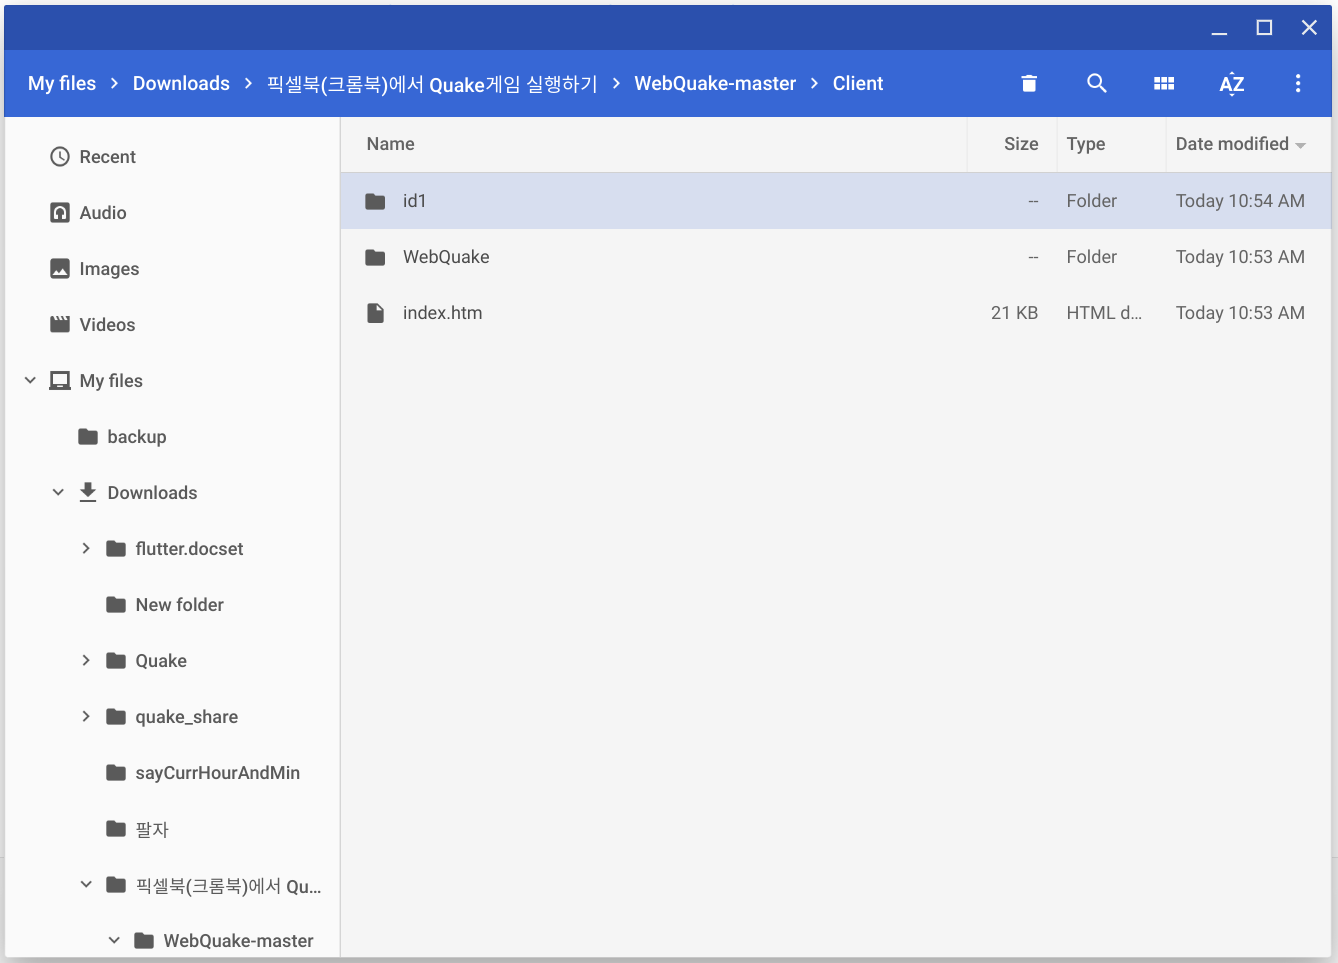 My files > Downloads > 픽셀북(크롬북)에서 Quake게임 실행하기 > WebQuake-master > Client
AZ
Recent
Audio
Images
Videos
My files
backup
Downloads
flutter.docset
New folder
Quake
quake_share
sayCurrHourAndMin
팔자
픽셀북(크롬북)에서 Qu...
WebQuake-master
Name Size Type Date modified
id1 -- Folder Today 10:54 AM
WebQuake -- Folder Today 10:53 AM
index.htm 21 KB HTML d... Today 10:53 AM